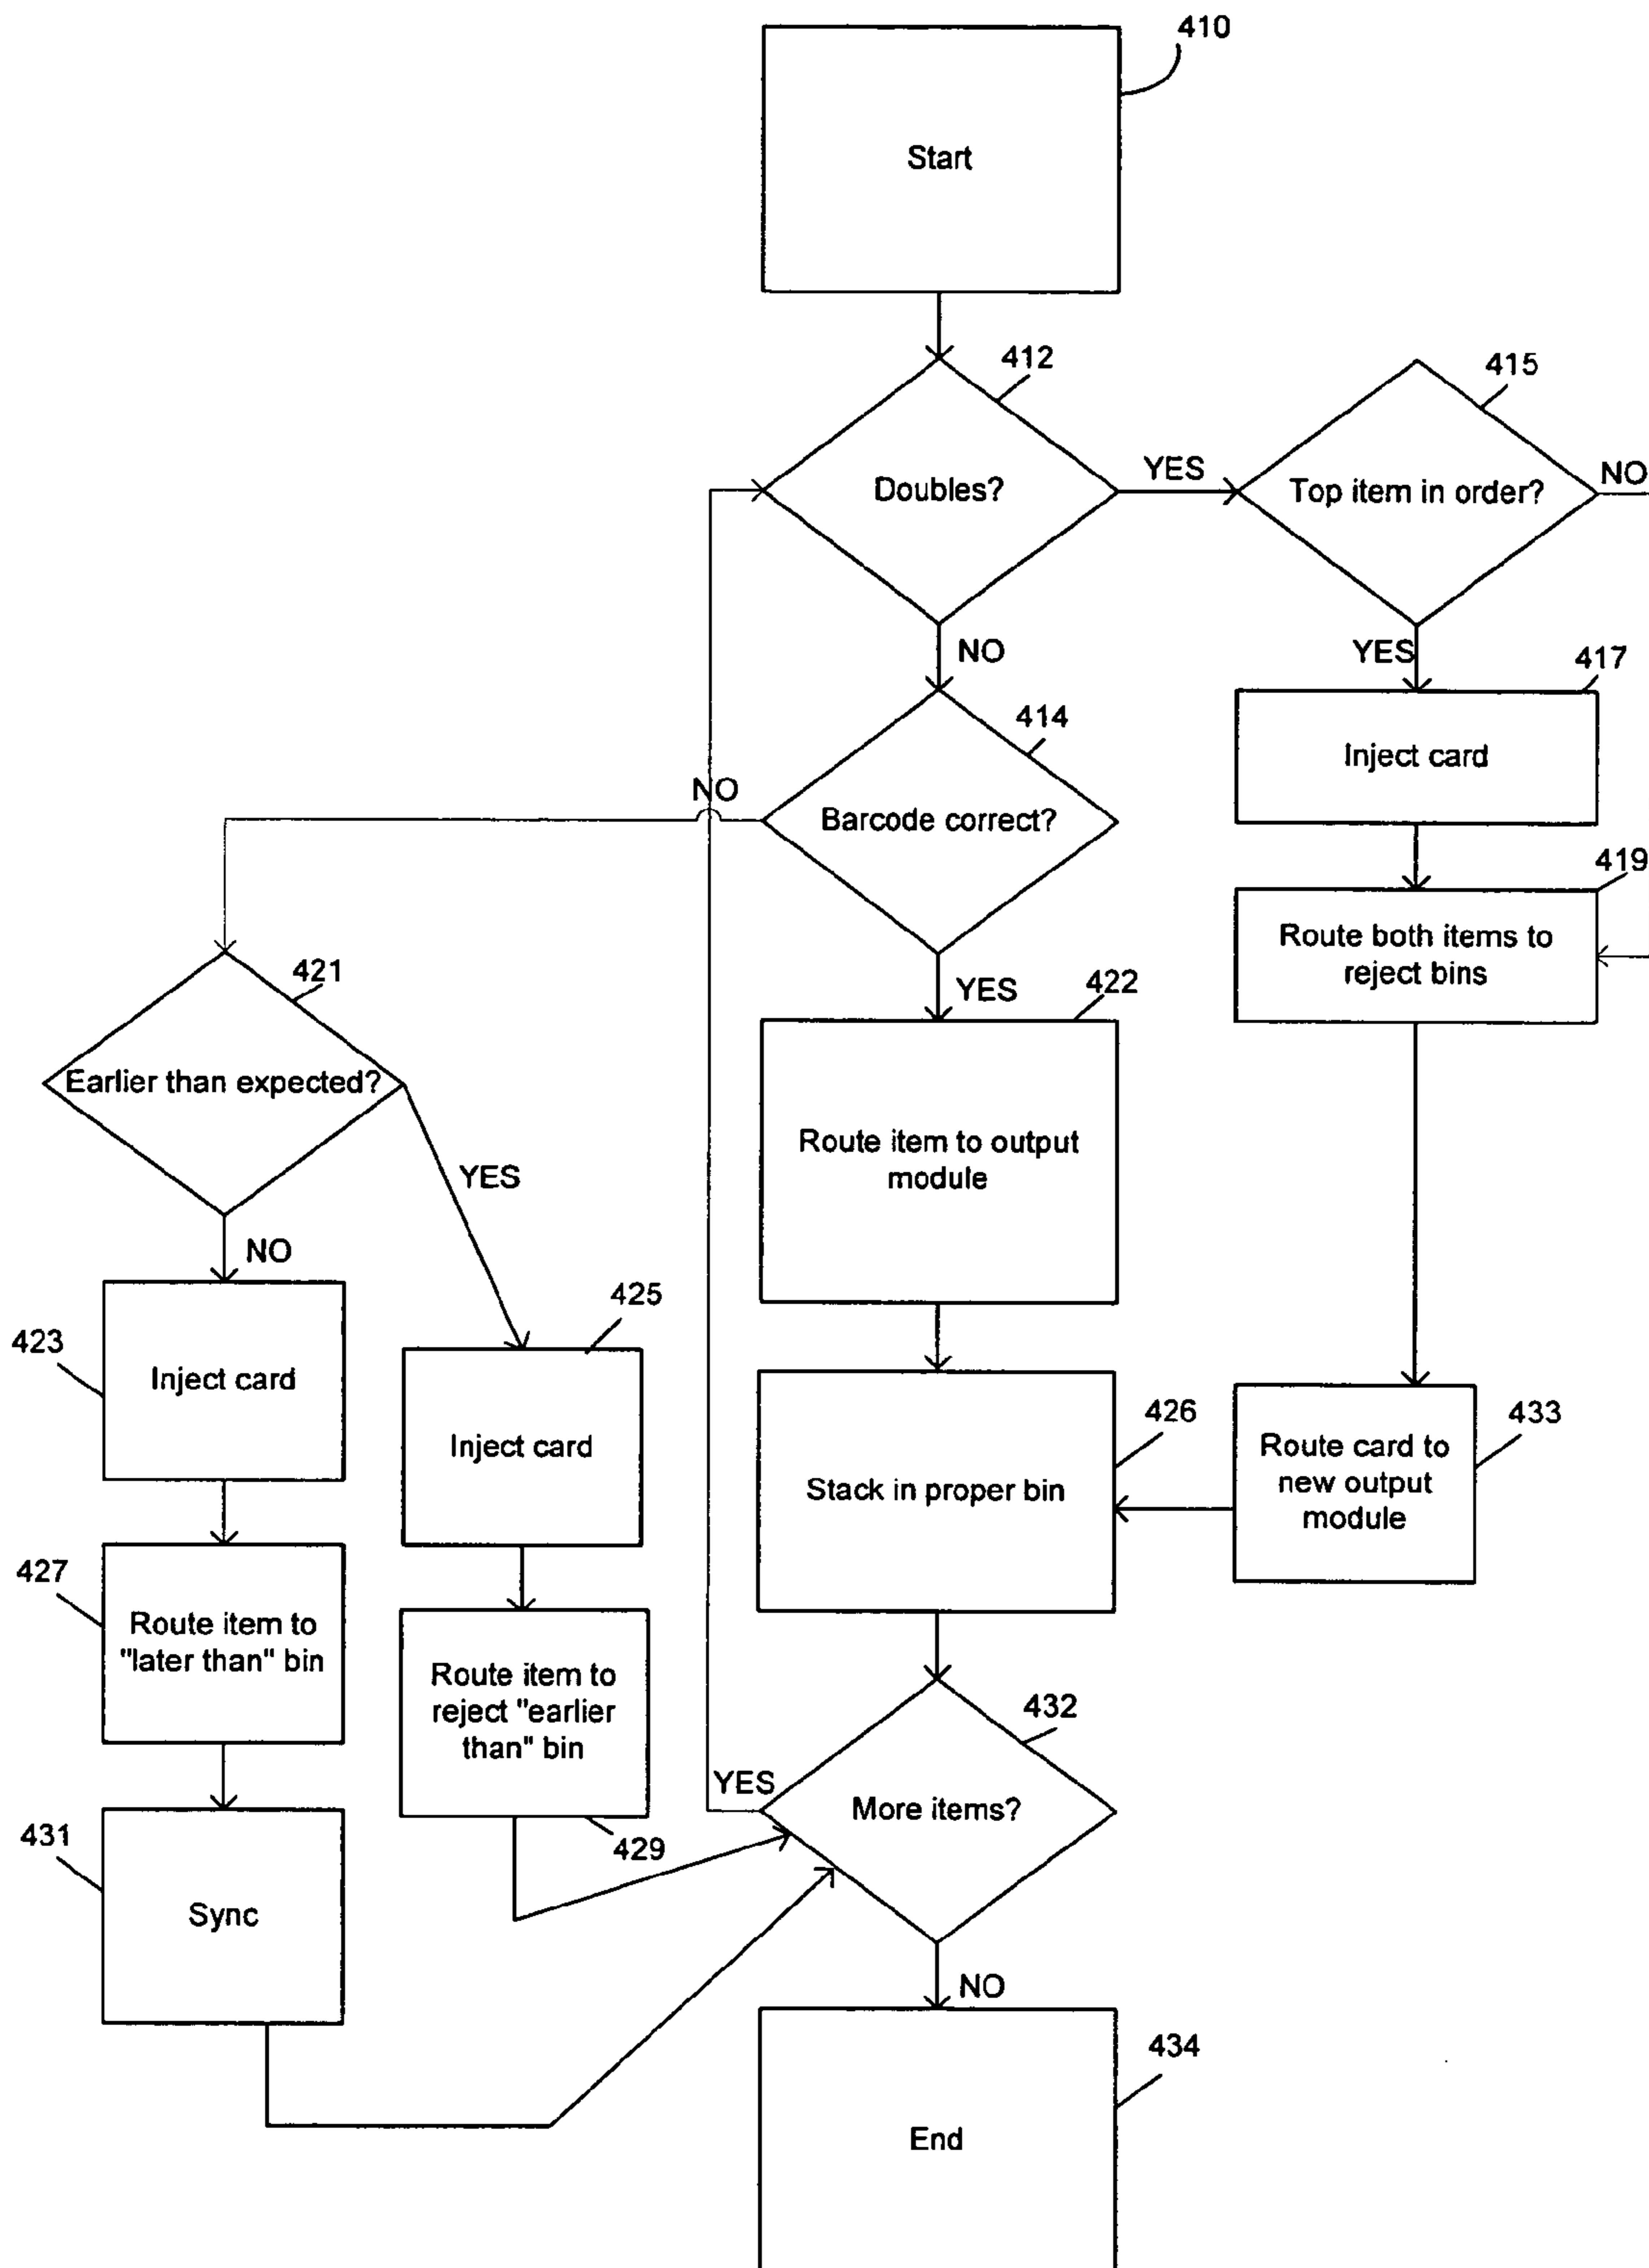 410
Start
412
415
Doubles?
YES
Top item in order?
NO
NO
YES
417
414
Inject card
NO
Barcode correct?
419
Route both items to
reject bins
421
YES
422
Earlier than expected?
Route item to output
module
YES
NO
425
423
Inject card
Inject card
426
433
Stack in proper bin
Route card to
new output
module
427
Route item to
"later than" bin
Route item to
reject "earlier
than" bin
432
YES
More items?
431
429
Sync
NO
434
End